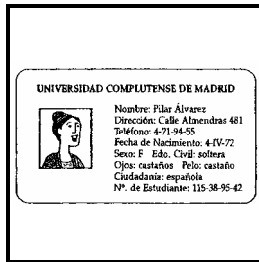 UNIVERSIDAD COMPLUTENSE DE MADRID
Nombre: Pilar Álvarez
Dirección: Calle Almendras 481
Teléfono: 4-71-94-55
Fecha de Nacimiento: 4-IV-72
Sexo: F Edo. Civil: soltera
Ojos: castaños Pelo: castaño
Ciudadanía: española
Nº. de Estudiante: 115-38-95-42